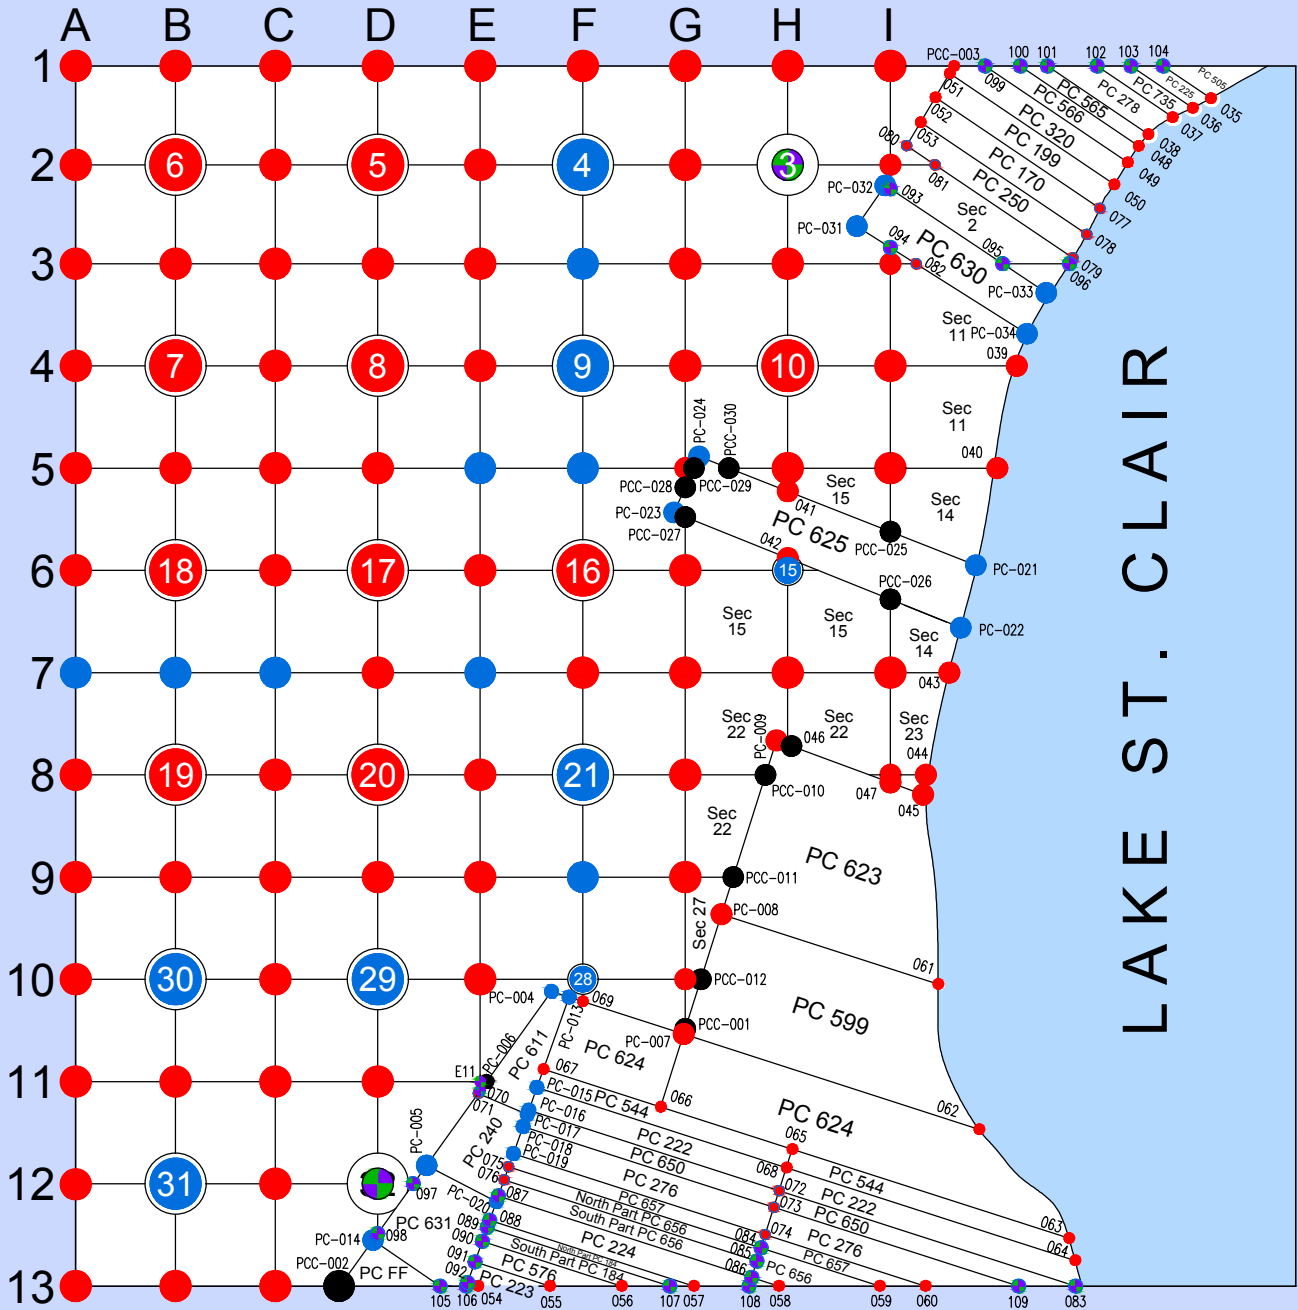 A B C D E F G H I
1 PCC-003 100 101 102 103 104
099 PC 566 PC 565 PC 278 PC 735 PC 225 PC 505
051 PC 320 035
052 PC 199 036
053 PC 170 037
080 PC 250 038
048
049
2 6 5 4 3 081 050
PC-032 093 Sec 2 077
PC-031 094 PC 630 095 078
3 082 079
PC-033 096
Sec 11 PC-034
039
4 7 8 9 10
Sec 11
PC-024 PCC-030 040
5
PCC-028 PCC-029 Sec 15
PC-023 041 Sec 14
PCC-027 PC 625
042 PCC-025
6 18 17 16 15 PC-021
PCC-026
Sec 15 Sec 15 PC-022
Sec 14
7 043
Sec 22 PC-009 046 Sec 22 Sec 23
044
8 19 20 21
PCC-010 047 045
Sec 22
PC 623
9 PCC-011
PC-008
Sec 27
061
10 30 29 28 PCC-012
PC-004 069
PC-013 PC 599
PCC-001
PC-006 PC 611 PC 624 PC-007
11 E11 067
070 PC-015 PC 544 066 PC 624 062
071 PC-016
PC-005 PC 240 PC-017 PC 222 065
PC-018 PC 650
075 PC-019 PC 276 068 PC 544
076 072 PC 222
12 31 097 087 PC 657 073 PC 650
PC-020 North Part PC 656 063
PC 631 089 088 South Part PC 656 074 PC 276
098 090 PC 224 084 064
PC-014 North Part PC 184 085 PC 657
PCC-002 091 South Part PC 184 086 PC 656
PC FF 092 PC 576
PC 223
13 105 106 054 055 056 107 057 108 058 059 060 109 083
LAKE ST. CLAIR